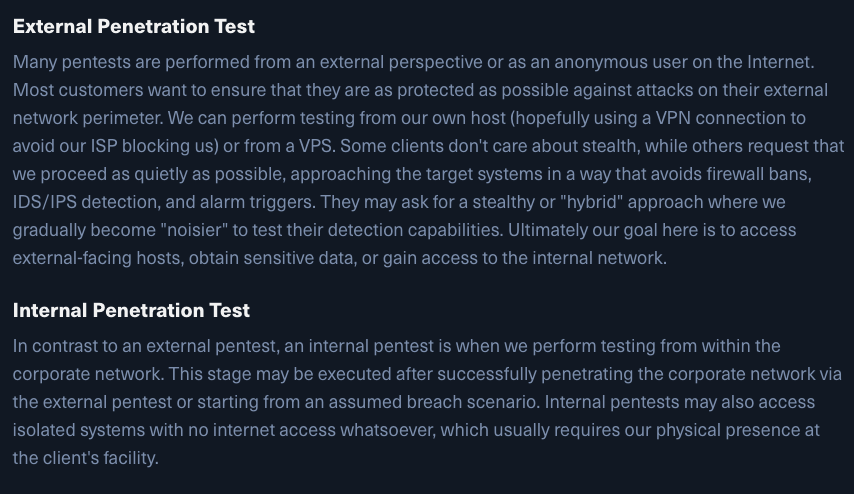 External Penetration Test
Many pentests are performed from an external perspective or as an anonymous user on the Internet.
Most customers want to ensure that they are as protected as possible against attacks on their external
network perimeter. We can perform testing from our own host (hopefully using a VPN connection to
avoid our ISP blocking us) or from a VPS. Some clients don't care about stealth, while others request that
we proceed as quietly as possible, approaching the target systems in a way that avoids firewall bans,
IDS/IPS detection, and alarm triggers. They may ask for a stealthy or "hybrid" approach where we
gradually become "noisier" to test their detection capabilities. Ultimately our goal here is to access
external-facing hosts, obtain sensitive data, or gain access to the internal network.
Internal Penetration Test
In contrast to an external pentest, an internal pentest is when we perform testing from within the
corporate network. This stage may be executed after successfully penetrating the corporate network via
the external pentest or starting from an assumed breach scenario. Internal pentests may also access
isolated systems with no internet access whatsoever, which usually requires our physical presence at
the client's facility.